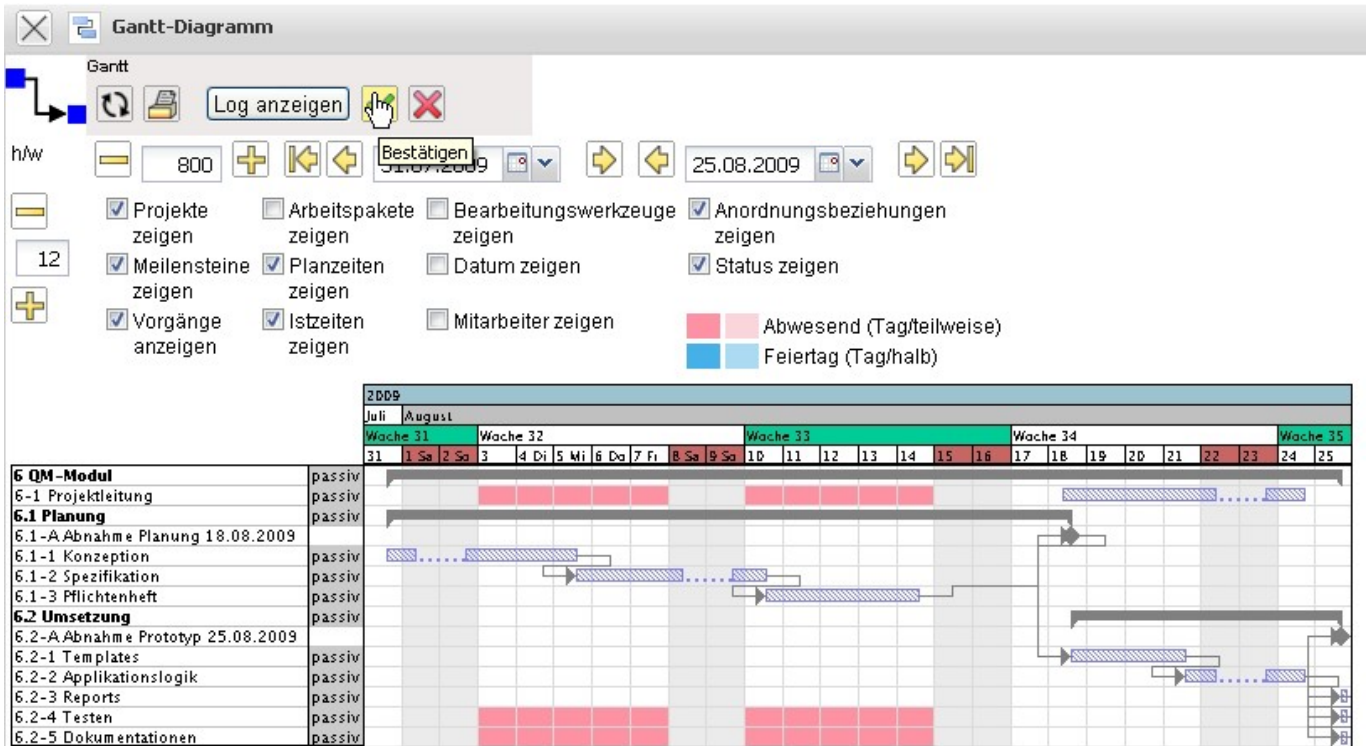 Gantt-Diagramm
Gantt
Log anzeigen
Bestätigen
h/w
800
31.07.2009
25.08.2009
12
Projekte zeigen
Arbeitspakete zeigen
Bearbeitungswerkzeuge zeigen
Anordnungsbeziehungen zeigen
Meilensteine zeigen
Planzeiten zeigen
Datum zeigen
Status zeigen
Vorgänge anzeigen
Istzeiten zeigen
Mitarbeiter zeigen
Abwesend (Tag/teilweise)
Feiertag (Tag/halb)
2009
Juli August
Woche 31 Woche 32 Woche 33 Woche 34 Woche 35
31 1 Sa 2 So 3 4 Di 5 Mi 6 Do 7 Fr 8 Sa 9 So 10 11 12 13 14 15 16 17 18 19 20 21 22 23 24 25
6 QM-Modul passiv
6-1 Projektleitung passiv
6.1 Planung passiv
6.1-A Abnahme Planung 18.08.2009
6.1-1 Konzeption passiv
6.1-2 Spezifikation passiv
6.1-3 Pflichtenheft passiv
6.2 Umsetzung passiv
6.2-A Abnahme Prototyp 25.08.2009
6.2-1 Templates passiv
6.2-2 Applikationslogik passiv
6.2-3 Reports passiv
6.2-4 Testen passiv
6.2-5 Dokumentationen passiv